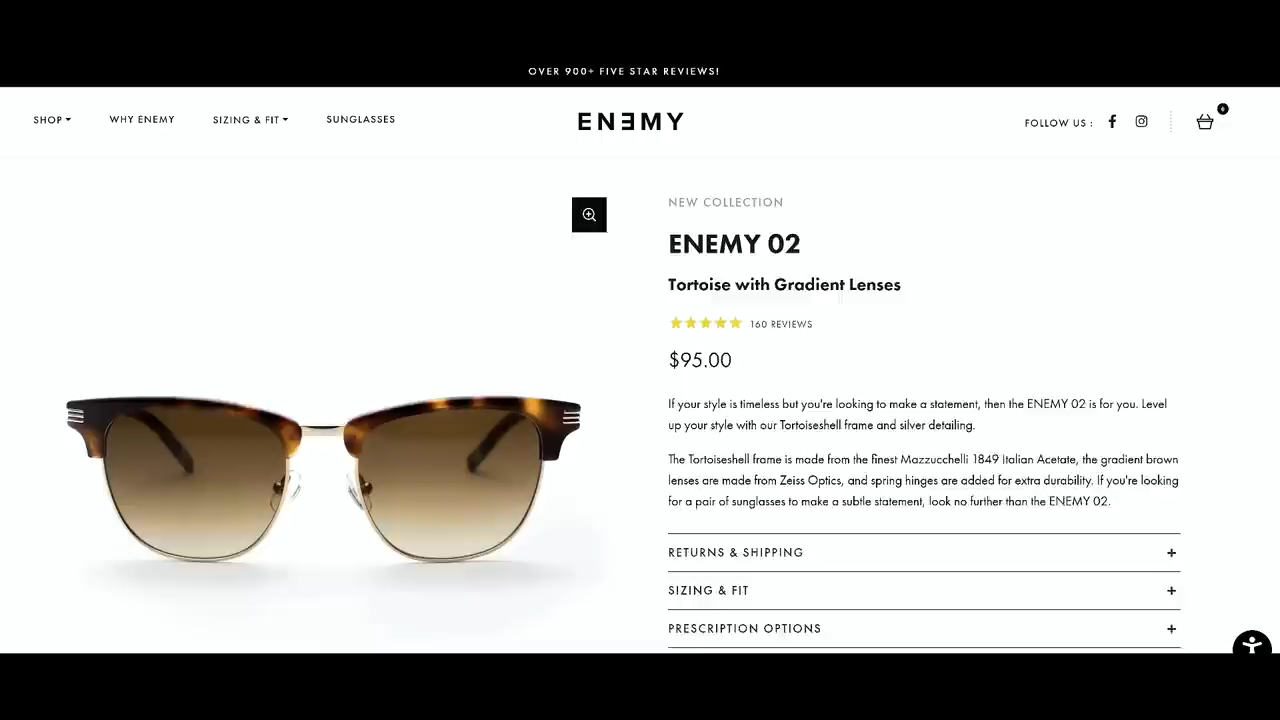 OVER 900+ FIVE STAR REVIEWS!
SHOP WHY ENEMY SIZING & FIT SUNGLASSES
ENƎMY
FOLLOW US :
0
NEW COLLECTION
ENEMY 02
Tortoise with Gradient Lenses
160 REVIEWS
$95.00
If your style is timeless but you're looking to make a statement, then the ENEMY 02 is for you. Level
up your style with our Tortoiseshell frame and silver detailing.
The Tortoiseshell frame is made from the finest Mazzucchelli 1849 Italian Acetate, the gradient brown
lenses are made from Zeiss Optics, and spring hinges are added for extra durability. If you're looking
for a pair of sunglasses to make a subtle statement, look no further than the ENEMY 02.
RETURNS & SHIPPING +
SIZING & FIT +
PRESCRIPTION OPTIONS +